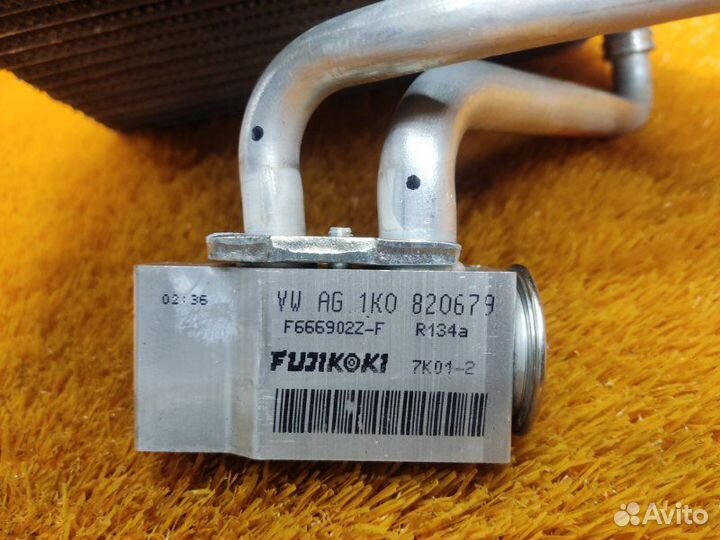 02:36
VW AG 1K0 820679
F666902Z-F R134a
FUJIKOKI 7K01-2
Avito